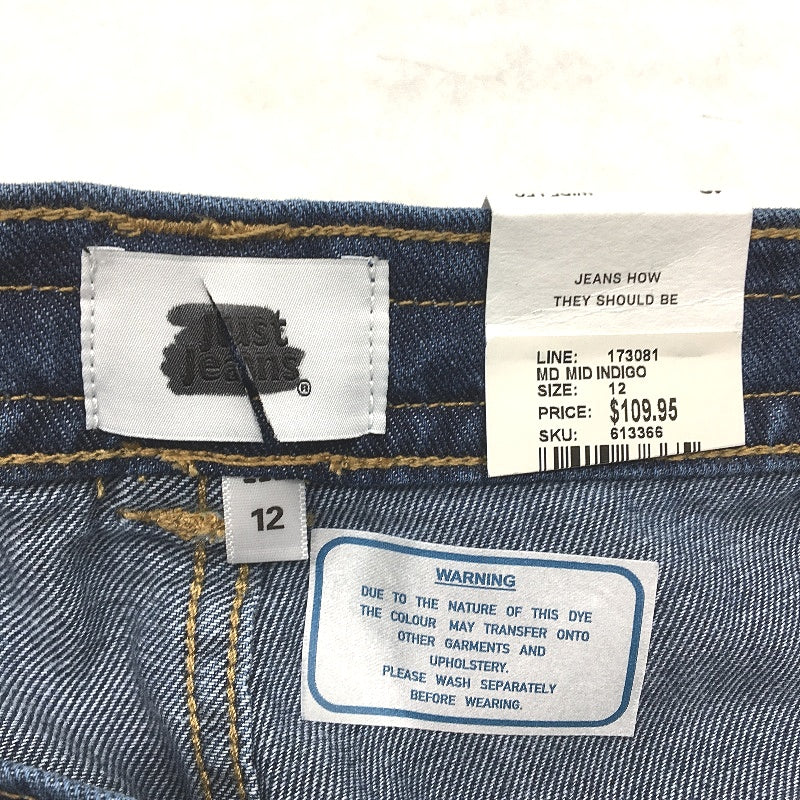 Just
Jeans
®
12
JEANS HOW
THEY SHOULD BE
LINE: 173081
MD MID INDIGO
SIZE: 12
PRICE: $109.95
SKU: 613366
WARNING
DUE TO THE NATURE OF THIS DYE
THE COLOUR MAY TRANSFER ONTO
OTHER GARMENTS AND
UPHOLSTERY.
PLEASE WASH SEPARATELY
BEFORE WEARING.